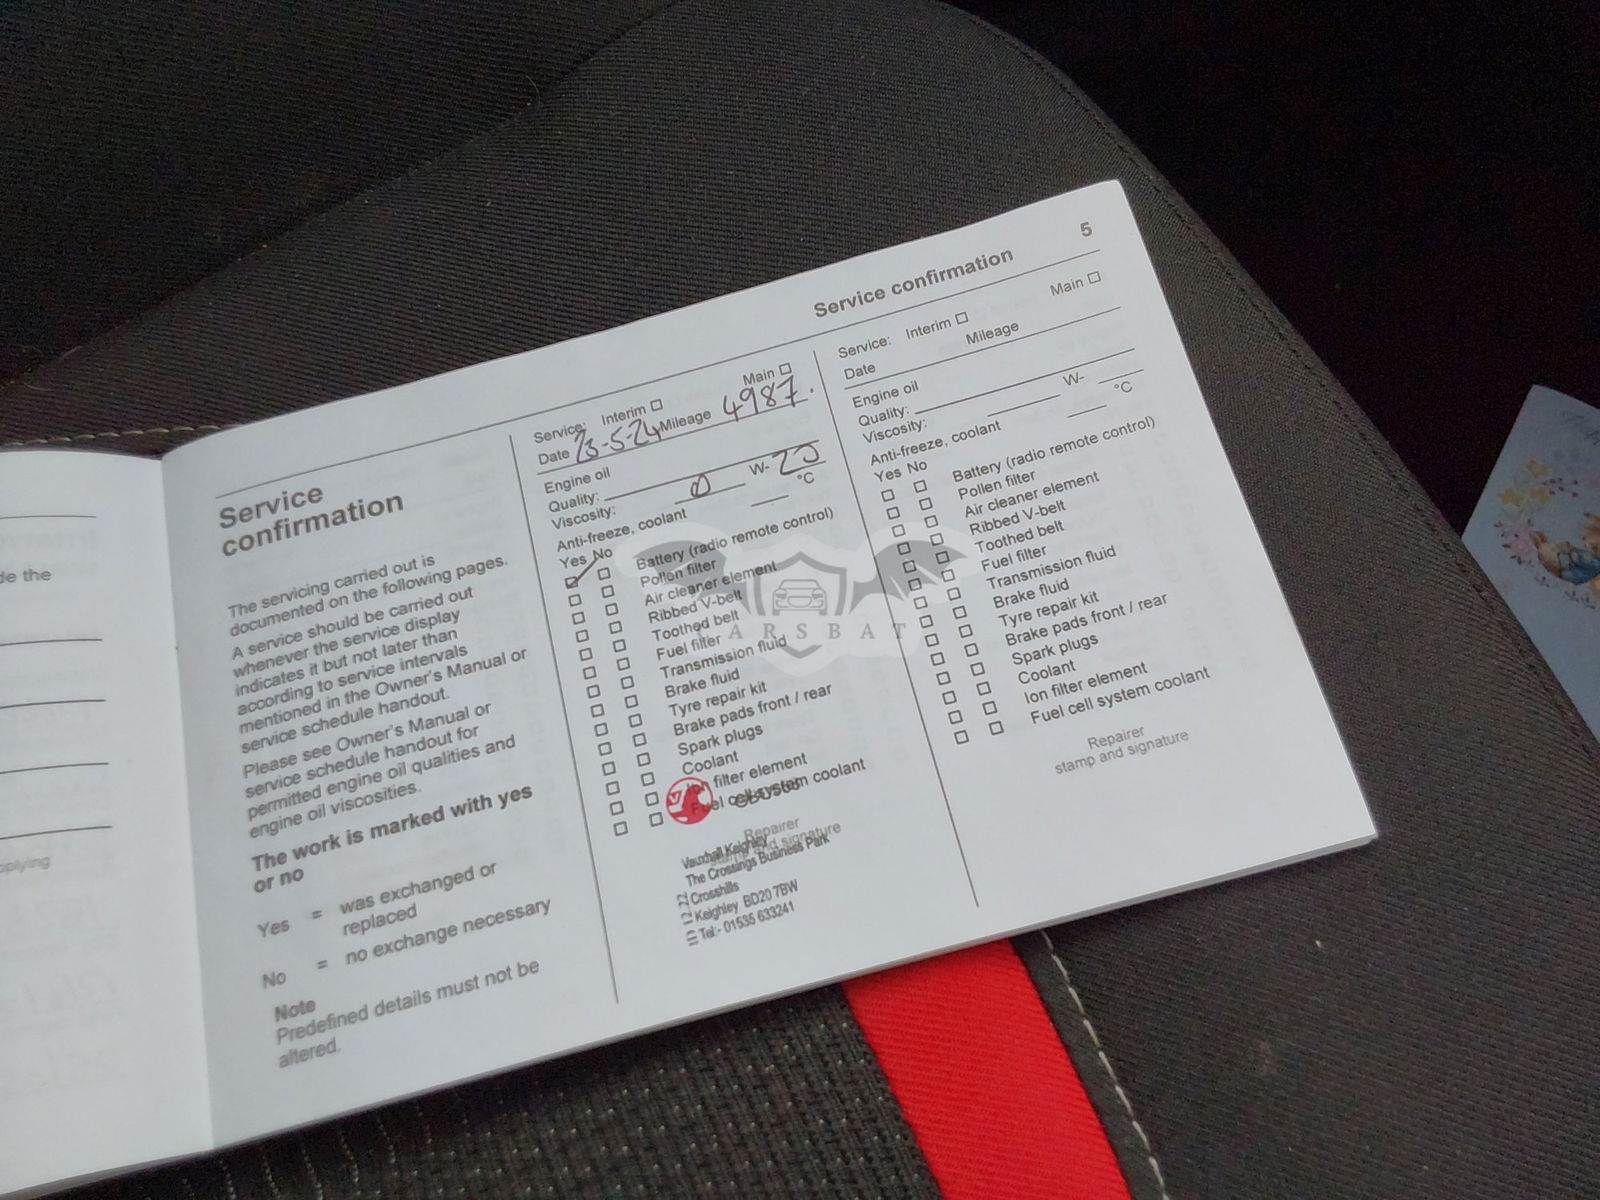 5
Service confirmation
de the
pplying
Service
confirmation
The servicing carried out is
documented on the following pages.
A service should be carried out
whenever the service display
indicates it but not later than
according to service intervals
mentioned in the Owner's Manual or
service schedule handout.
Please see Owner's Manual or
service schedule handout for
permitted engine oil qualities and
engine oil viscosities.
The work is marked with yes
or no
Yes = was exchanged or
replaced
No = no exchange necessary
Note
Predefined details must not be
altered.
Main
Service: Interim
Date -5-24 Mileage 4987.
Engine oil
Quality:
Viscosity: 0 W- 20
Anti-freeze, coolant °C
Yes No
Battery (radio remote control)
Pollen filter
Air cleaner element
Ribbed V-belt
Toothed belt
Fuel filter
Transmission fluid
Brake fluid
Tyre repair kit
Brake pads front / rear
Spark plugs
Coolant
Ion filter element
Fuel cell system coolant
Repairer
stamp and signature
Vauxhall Keighley
The Crossings Business Park
Crosshills
Keighley BD20 7BW
Tel:- 01535 633241
CARSBAT
Main
Service: Interim
Date Mileage
Engine oil
Quality:
Viscosity: W-
Anti-freeze, coolant °C
Yes No
Battery (radio remote control)
Pollen filter
Air cleaner element
Ribbed V-belt
Toothed belt
Fuel filter
Transmission fluid
Brake fluid
Tyre repair kit
Brake pads front / rear
Spark plugs
Coolant
Ion filter element
Fuel cell system coolant
Repairer
stamp and signature